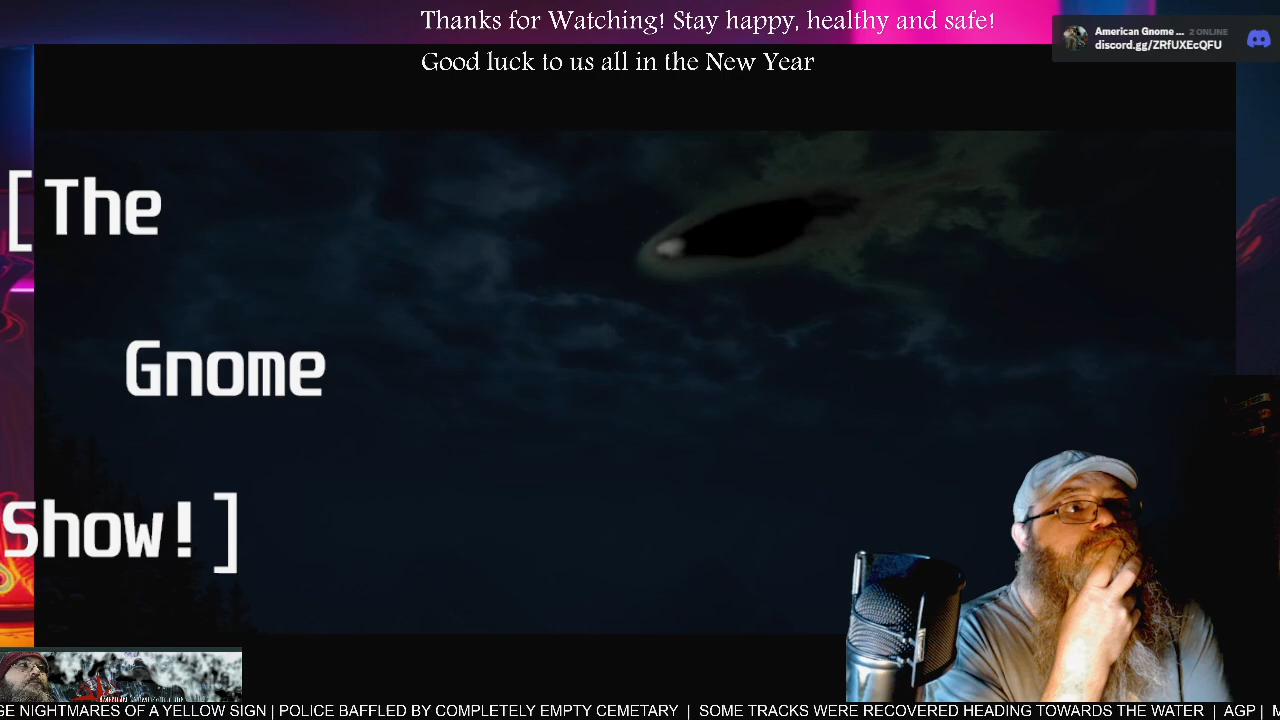 Thanks for Watching! Stay happy, healthy and safe!
Good luck to us all in the New Year
American Gnome ... 2 ONLINE
discord.gg/ZRfUXEcQFU
[The
Gnome
Show!]
GE NIGHTMARES OF A YELLOW SIGN | POLICE BAFFLED BY COMPLETELY EMPTY CEMETARY | SOME TRACKS WERE RECOVERED HEADING TOWARDS THE WATER | AGP |